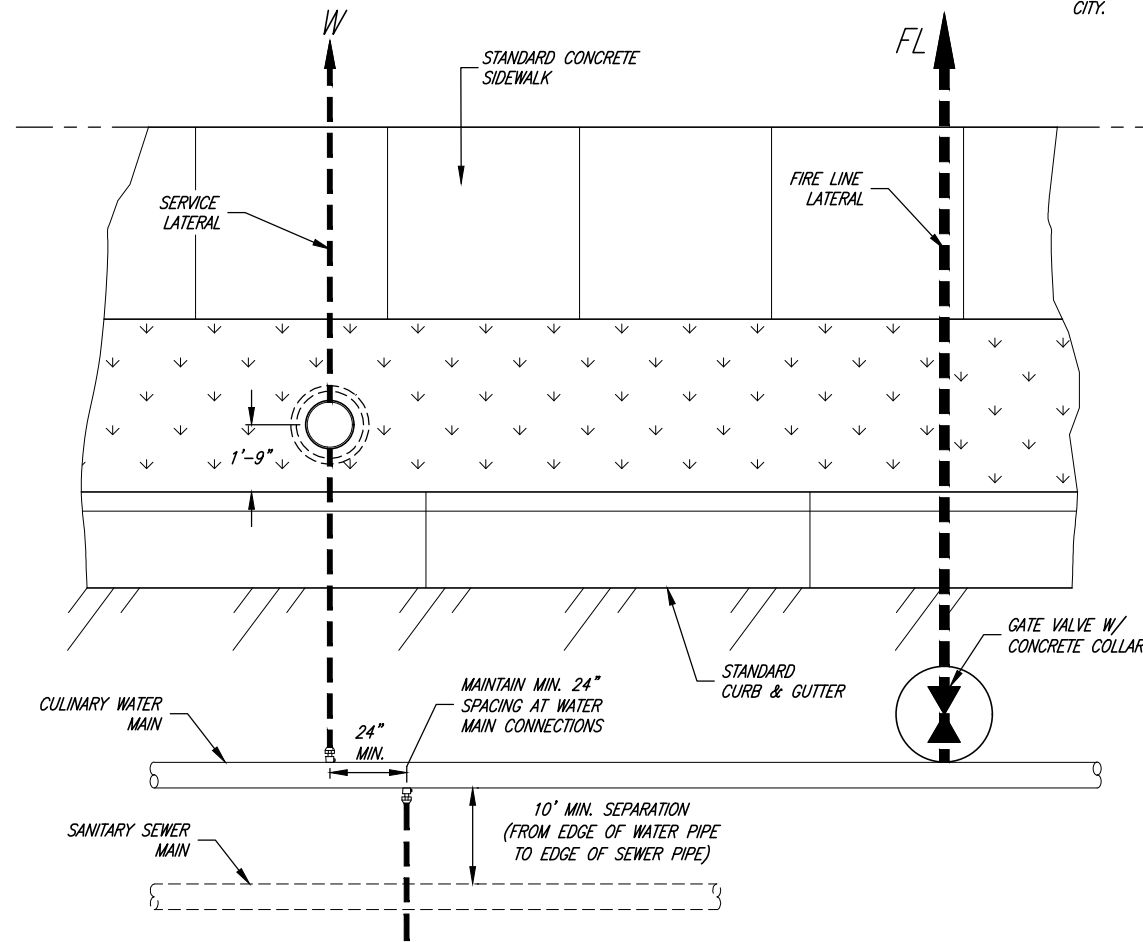 CITY.
W
FL
STANDARD CONCRETE
SIDEWALK
SERVICE
LATERAL
FIRE LINE
LATERAL
1'-9"
GATE VALVE W/
CONCRETE COLLAR
STANDARD
CURB & GUTTER
MAINTAIN MIN. 24"
SPACING AT WATER
MAIN CONNECTIONS
CULINARY WATER
MAIN
24"
MIN.
10' MIN. SEPARATION
(FROM EDGE OF WATER PIPE
TO EDGE OF SEWER PIPE)
SANITARY SEWER
MAIN